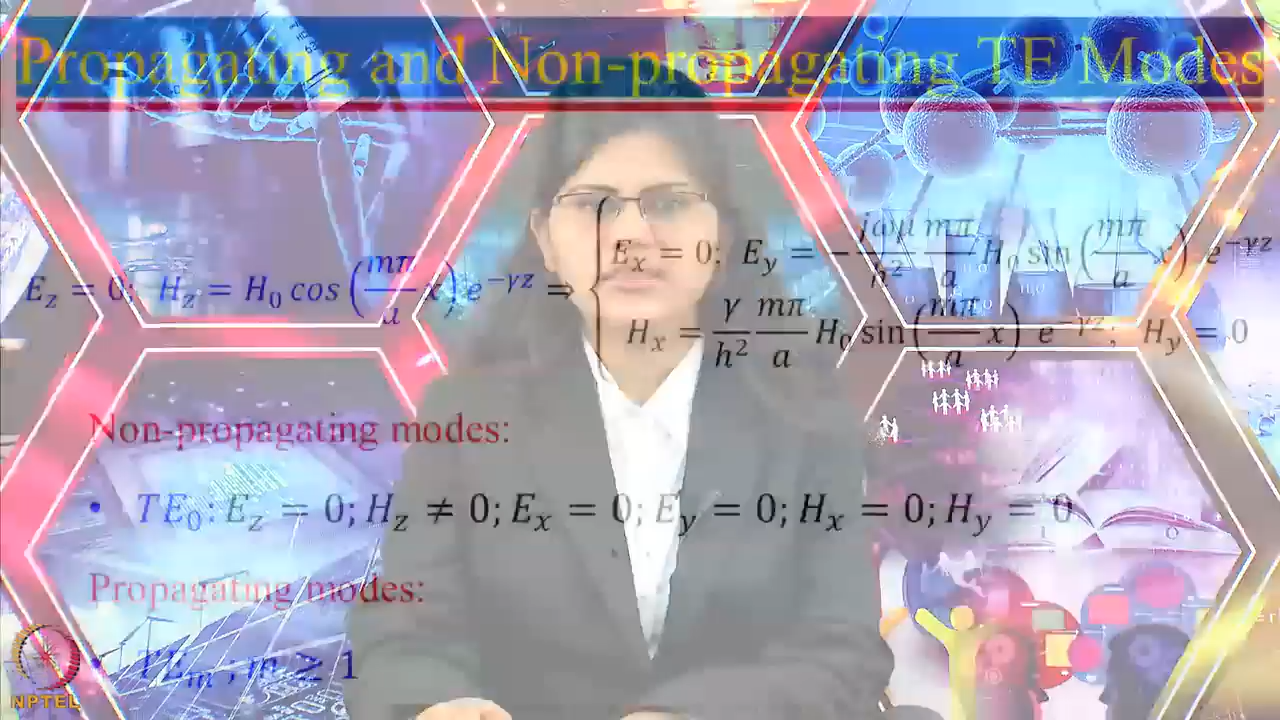 Propagating and Non-propagating TE Modes
E_z = 0; H_z = H_0 cos (mπ/a x) e^{−γz} ⇒ { E_x = 0; E_y = − jωμ/h² mπ/a H_0 sin (mπ/a x) e^{−γz}
H_x = γ/h² mπ/a H_0 sin (mπ/a x) e^{−γz}; H_y = 0
Non-propagating modes:
• TE_0: E_z = 0; H_z ≠ 0; E_x = 0; E_y = 0; H_x = 0; H_y = 0
Propagating modes:
• TE_m; m ≥ 1
NPTEL